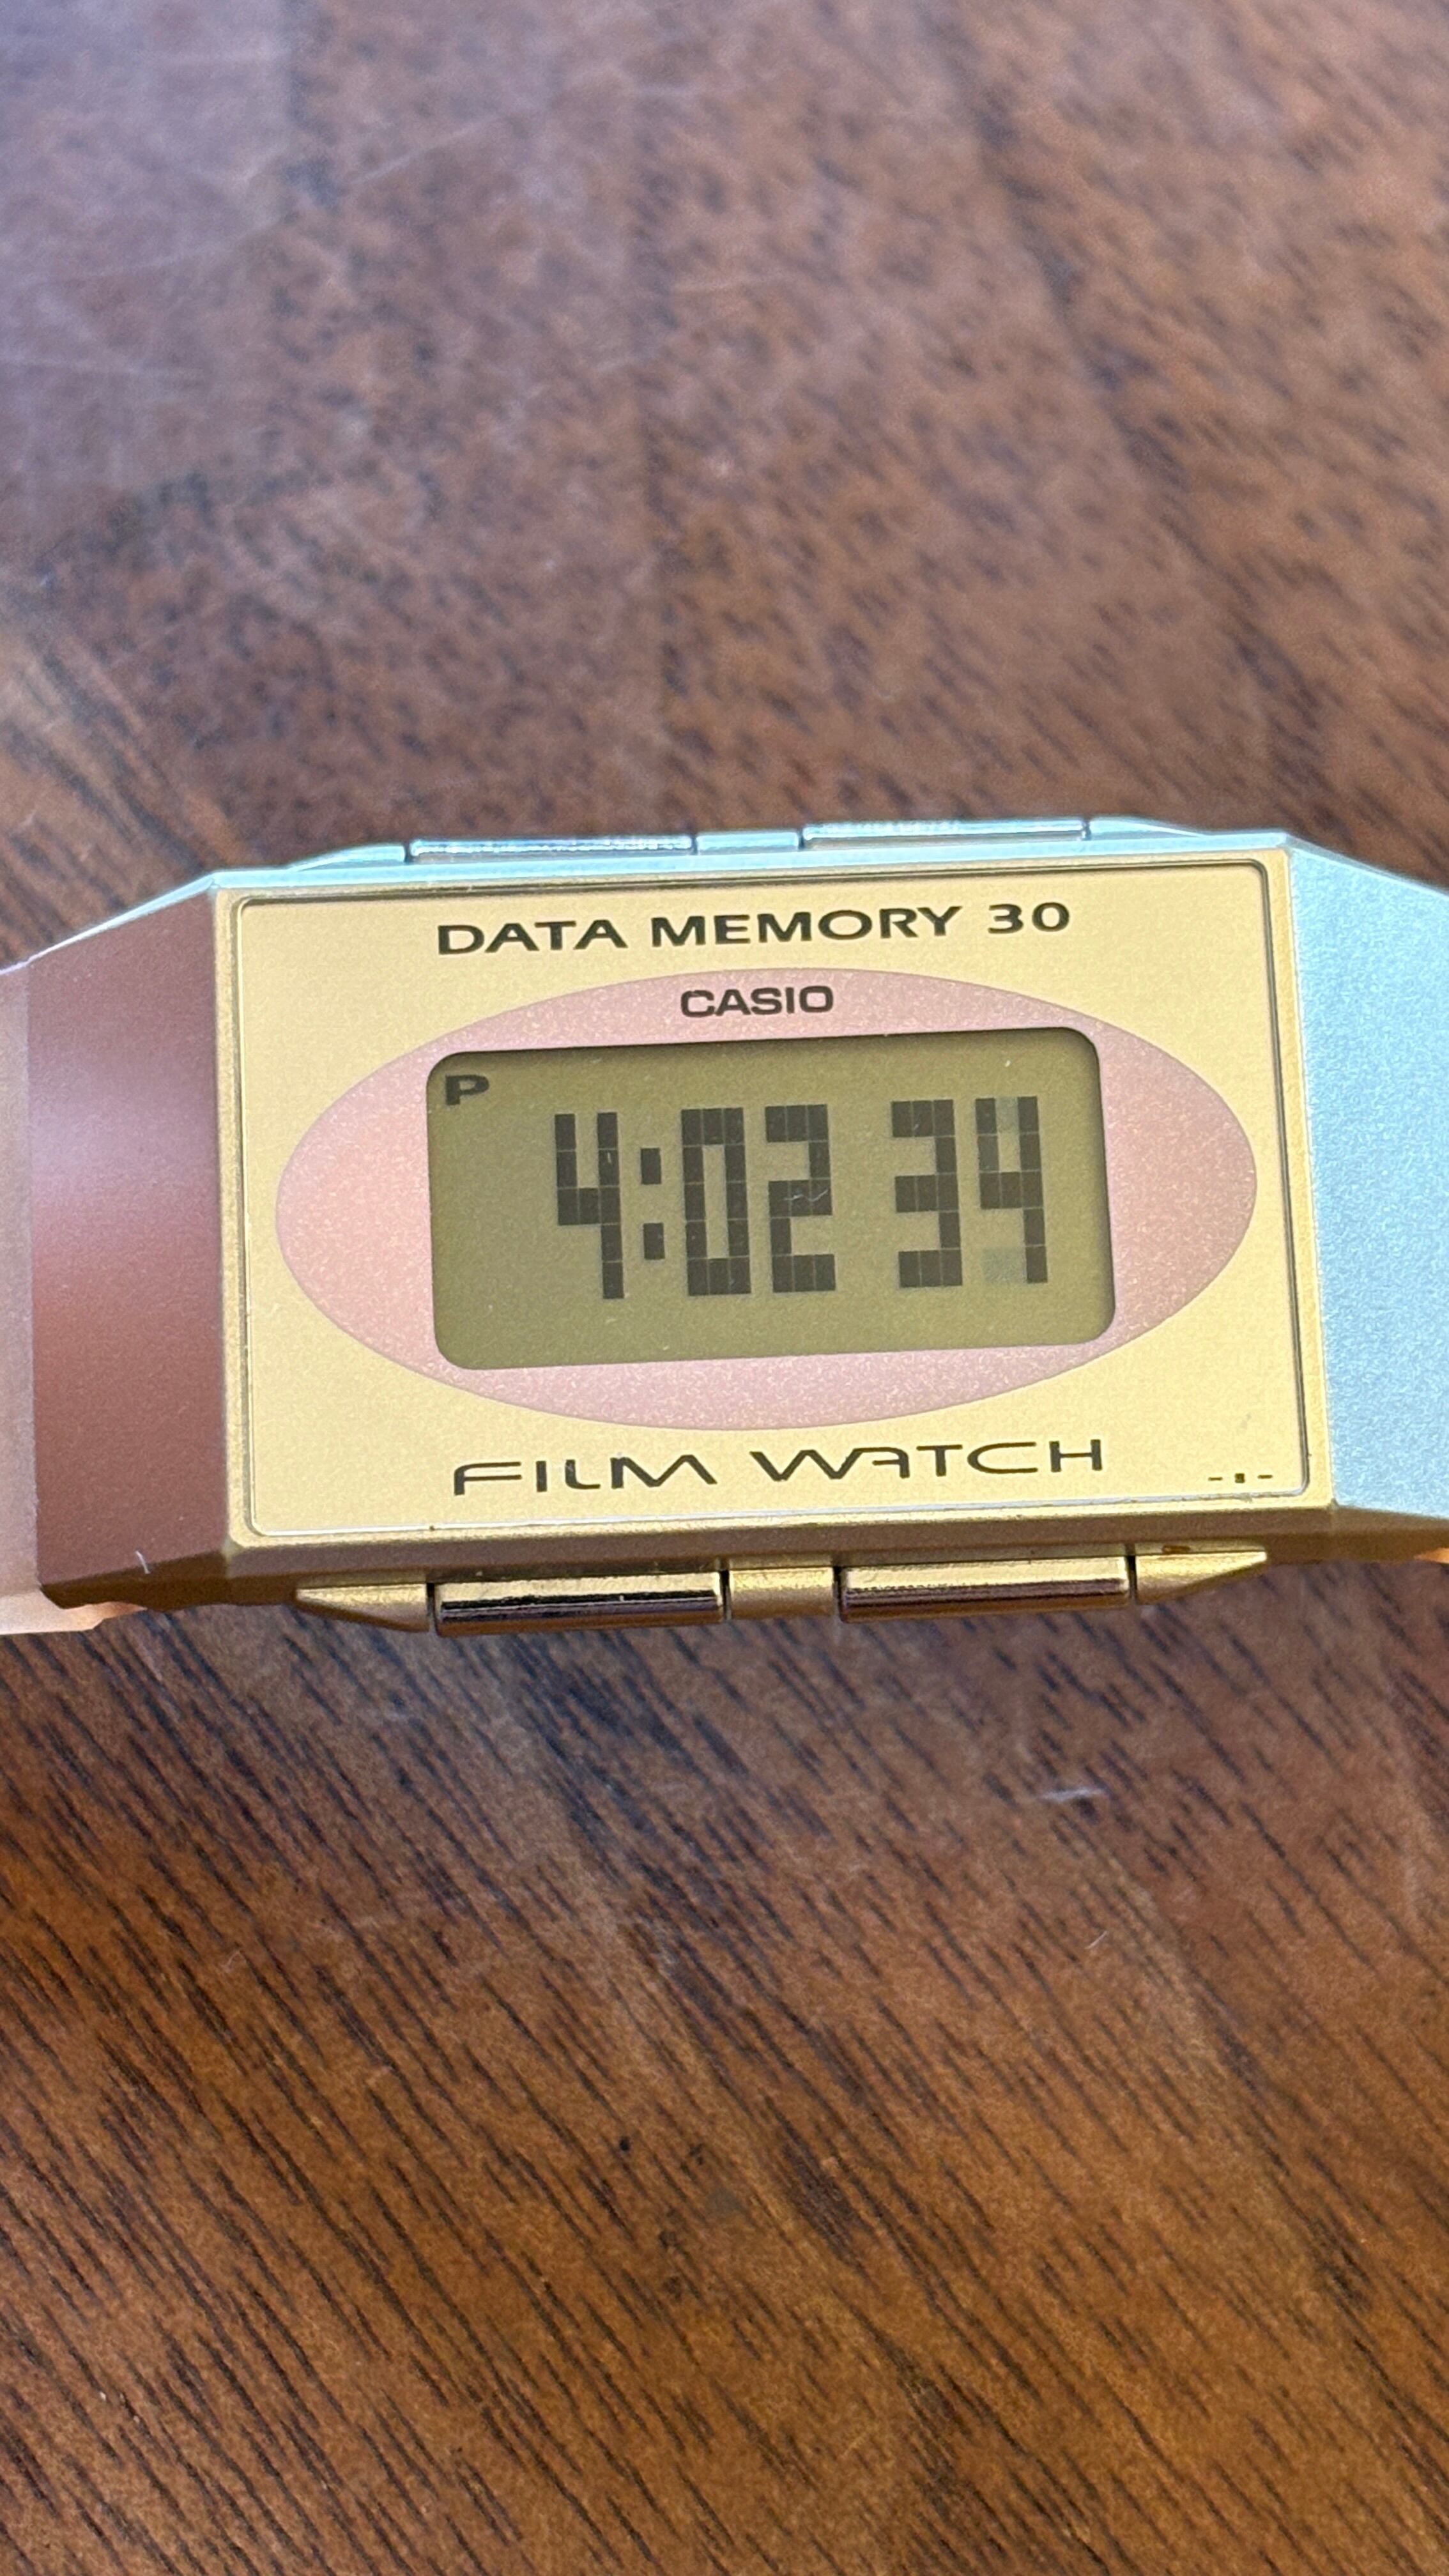 DATA MEMORY 30
CASIO
P
4:02 34
FILM WATCH
-s-